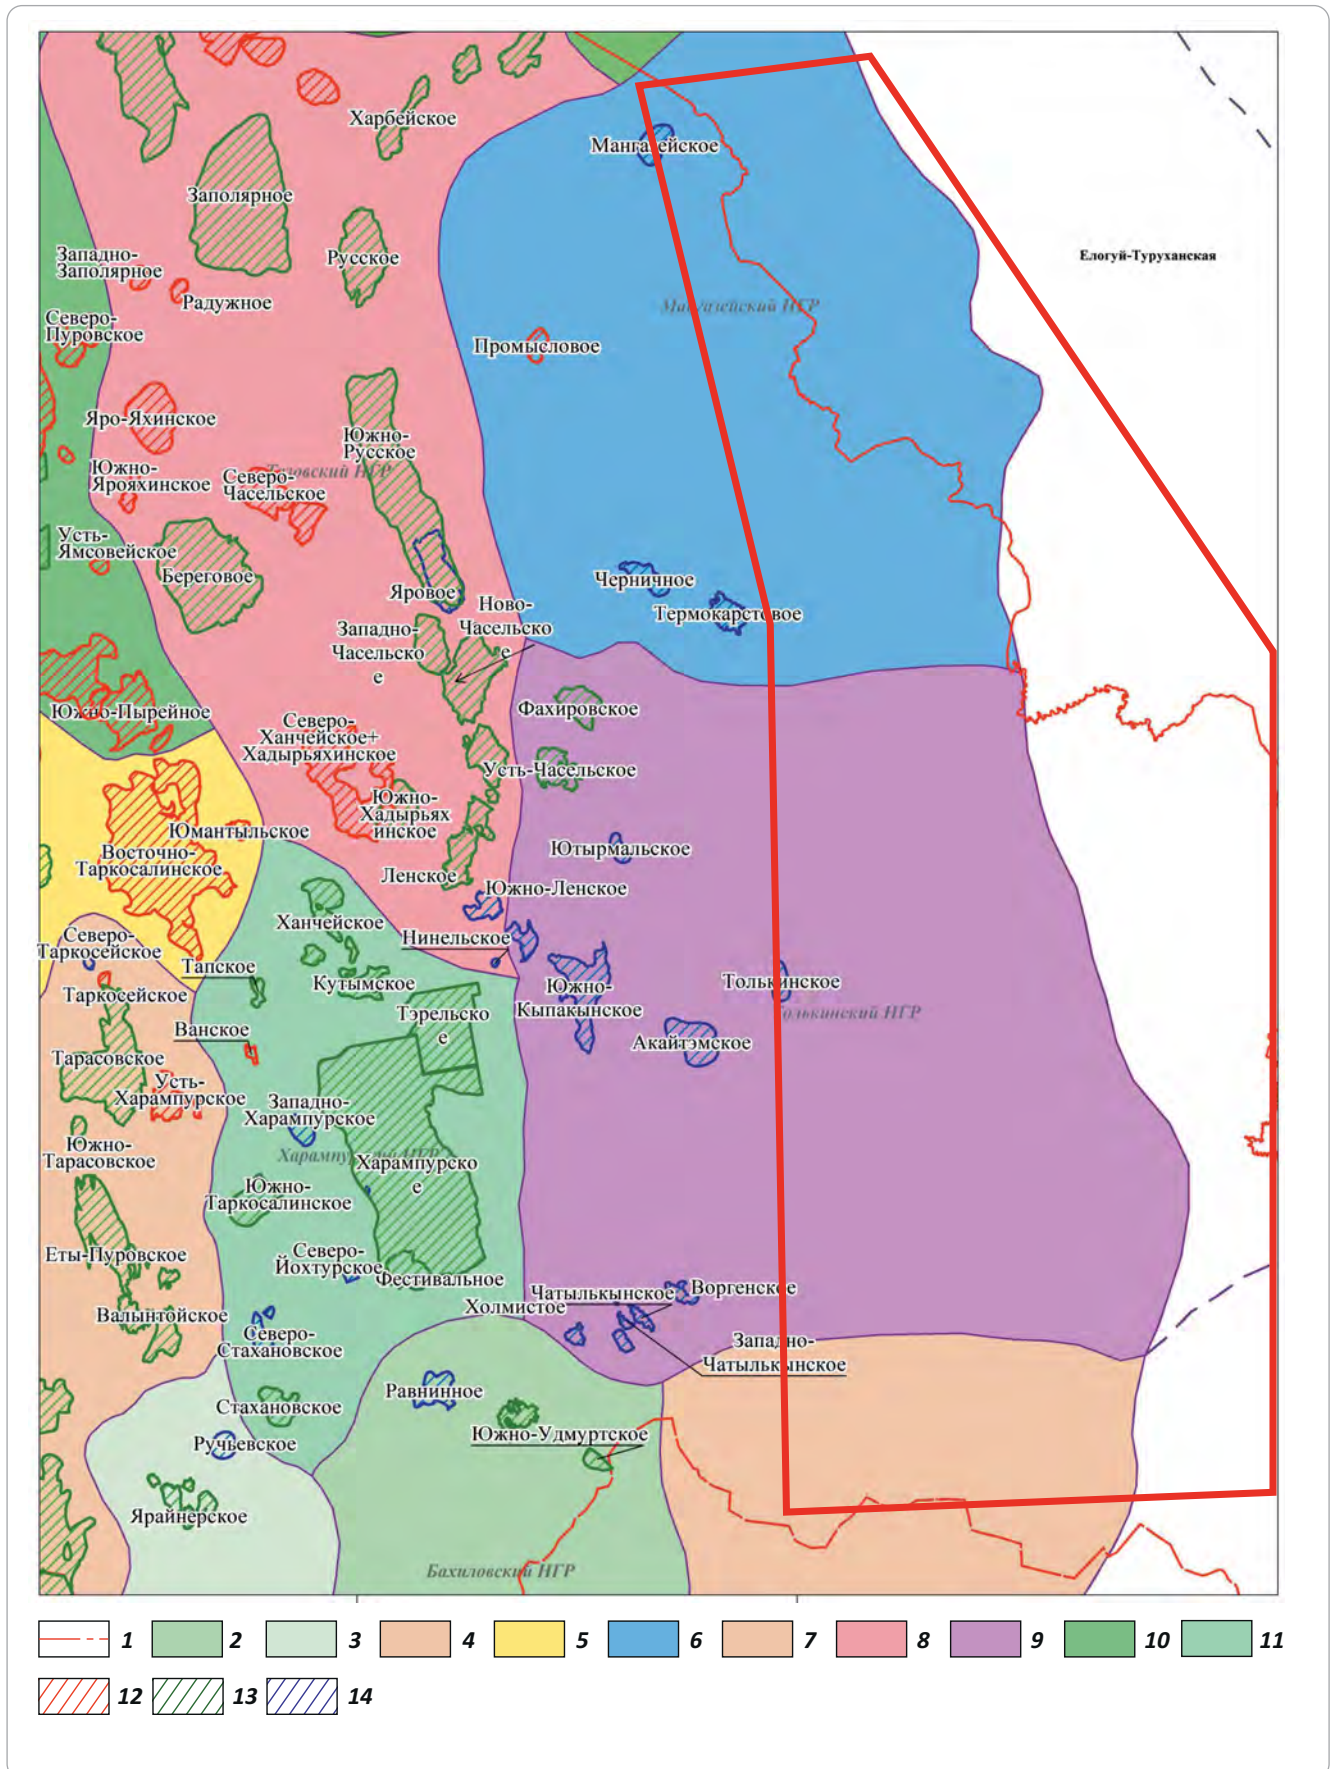 Харбейское
Мангазейское
Заполярное
Западно-
Заполярное
Русское
Елогуй-Туруханская
Радужное
Мангазейский НГР
Северо-
Пуровское
Промысловое
Яро-Яхинское
Южно-
Русское
Тазовский НГР
Южно-
Ярояхинское
Северо-
Часельское
Усть-
Ямсовейское
Береговое
Яровое
Черничное
Термокарстовое
Ново-
Часельско
е
Западно-
Часельско
е
Южно-Пырейное
Фахировское
Северо-
Ханчейское+
Хадырьяхинское
Усть-Часельское
Южно-
Хадырьях
инское
Юмантыльское
Восточно-
Таркосалинское
Ютырмальское
Ленское
Южно-Ленское
Ханчейское
Нинельское
Северо-
Таркосейское
Тапское
Кутымское
Южно-
Кыпакынское
Толькинское
Таркосейское
Тэрельско
е
Толькинский НГР
Ванское
Акайтэмское
Тарасовское
Усть-
Харампурское
Западно-
Харампурское
Южно-
Тарасовское
Харампурский НГР
Харампурско
е
Южно-
Таркосалинское
Еты-Пуровское
Северо-
Йохтурское
Фестивальное
Чатылькынское
Воргенское
Холмистое
Валынтойское
Северо-
Стахановское
Западно-
Чатылькынское
Равнинное
Стахановское
Южно-Удмуртское
Ручьевское
Ярайнерское
Бахиловский НГР
1 2 3 4 5 6 7 8 9 10 11
12 13 14